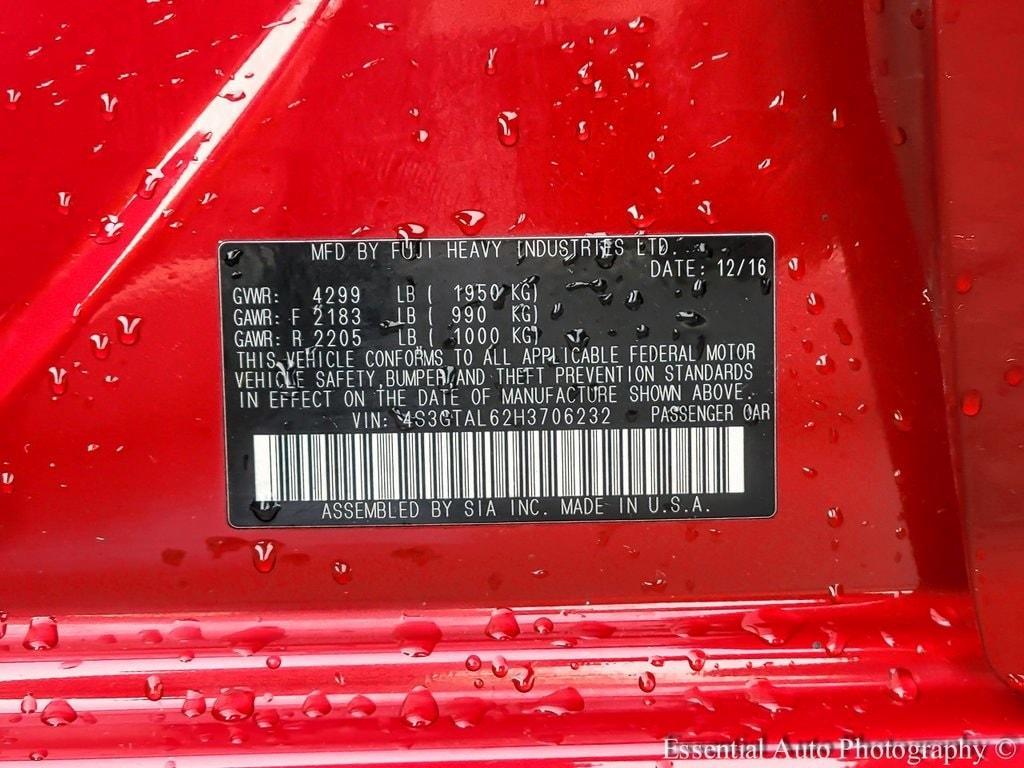 MFD BY FUJI HEAVY INDUSTRIES LTD.
DATE: 12/16
GVWR: 4299 LB ( 1950 KG)
GAWR: F 2183 LB ( 990 KG)
GAWR: R 2205 LB ( 1000 KG)
THIS VEHICLE CONFORMS TO ALL APPLICABLE FEDERAL MOTOR
VEHICLE SAFETY, BUMPER, AND THEFT PREVENTION STANDARDS
IN EFFECT ON THE DATE OF MANUFACTURE SHOWN ABOVE.
VIN: 4S3GTAL62H3706232 PASSENGER CAR
ASSEMBLED BY SIA INC. MADE IN U.S.A.
Essential Auto Photography ©